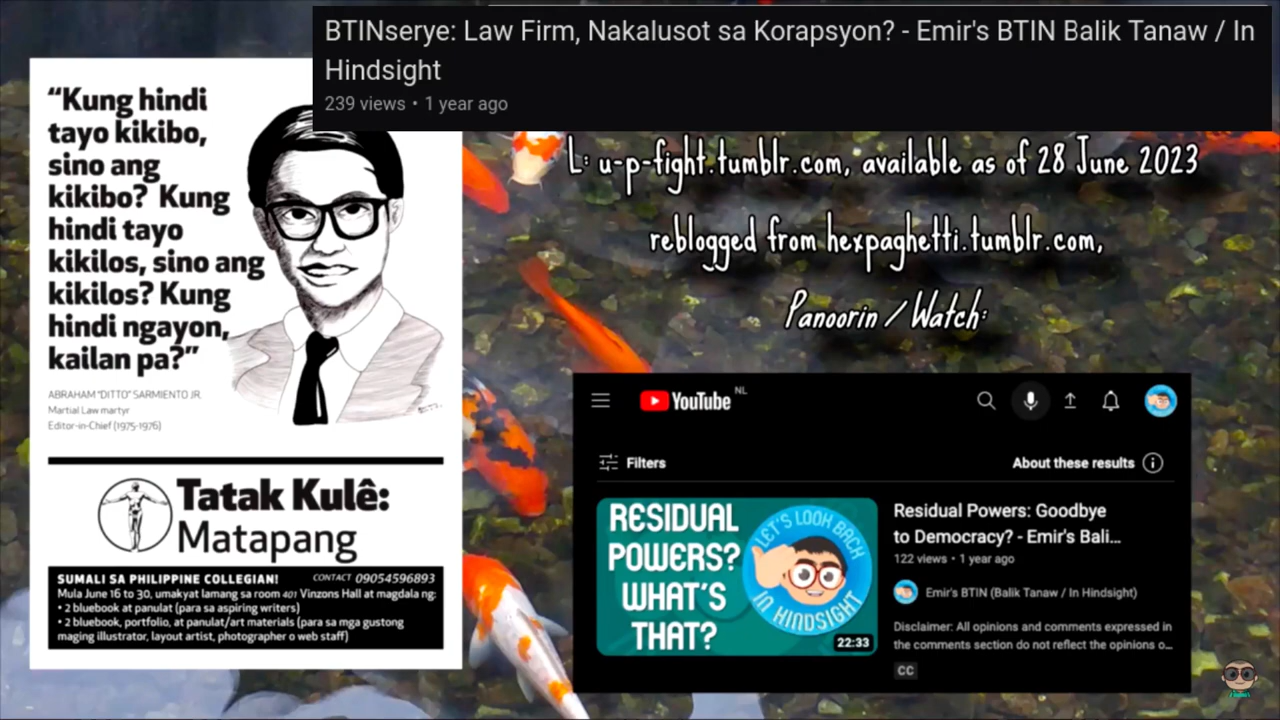 BTINserye: Law Firm, Nakalusot sa Korapsyon? - Emir's BTIN Balik Tanaw / In
Hindsight
239 views • 1 year ago
“Kung hindi
tayo kikibo,
sino ang
kikibo? Kung
hindi tayo
kikilos, sino ang
kikilos? Kung
hindi ngayon,
kailan pa?”
ABRAHAM “DITTO” SARMIENTO JR.
Martial Law martyr
Editor-in-Chief (1975-1976)
Tatak Kulê:
Matapang
SUMALI SA PHILIPPINE COLLEGIAN! CONTACT 09054596893
Mula June 16 to 30, umakyat lamang sa room 401 Vinzons Hall at magdala ng:
• 2 bluebook at panulat (para sa aspiring writers)
• 2 bluebook, portfolio, at panulat/art materials (para sa mga gustong
maging illustrator, layout artist, photographer o web staff)
L: u-p-fight.tumblr.com, available as of 28 June 2023
reblogged from hexpaghetti.tumblr.com,
Panoorin / Watch:
YouTube NL
Filters
About these results
RESIDUAL
POWERS?
WHAT'S
THAT?
LET'S LOOK BACK
IN HINDSIGHT
22:33
Residual Powers: Goodbye
to Democracy? - Emir's Bali...
122 views • 1 year ago
Emir's BTIN (Balik Tanaw / In Hindsight)
Disclaimer: All opinions and comments expressed in
the comments section do not reflect the opinions o...
CC